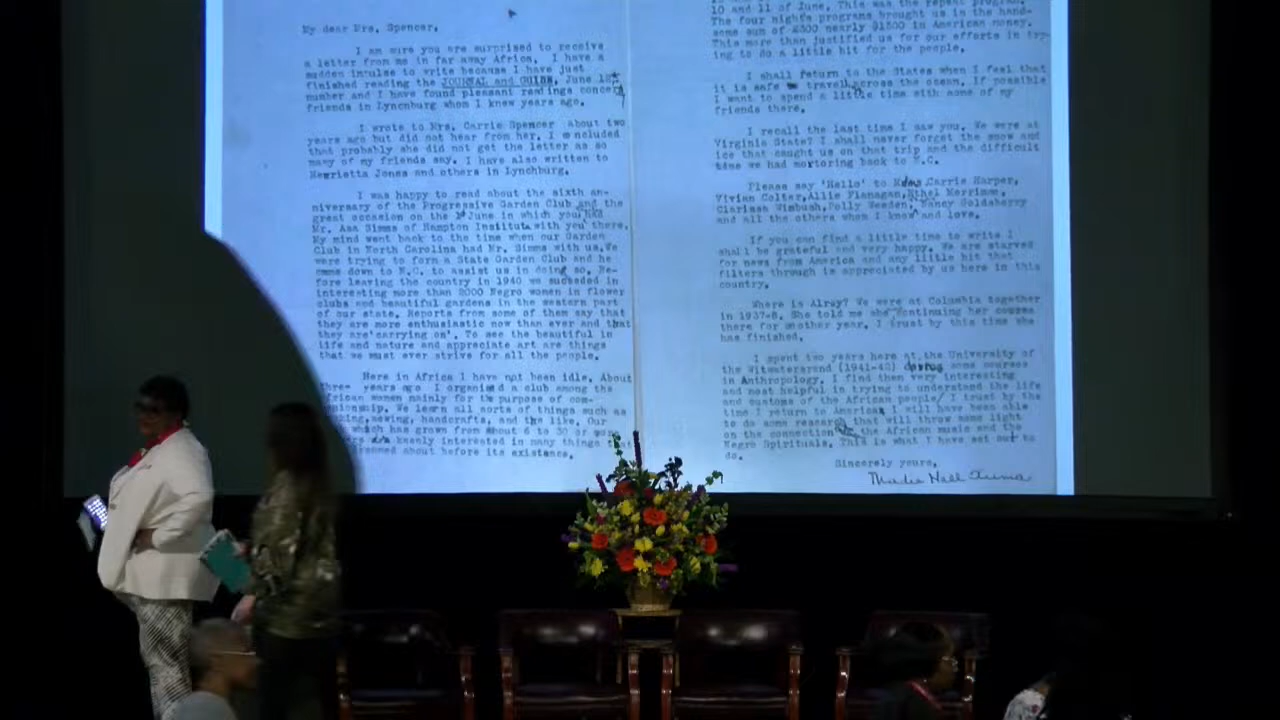 My dear Mrs. Spencer,
I am sure you are surprised to receive
a letter from me in far away Africa. I have a
sudden impulse to write because I have just
finished reading the JOURNAL and GUIDE, June 18
number and I have found pleasant readings concer
friends in Lynchburg whom I knew years ago.
I wrote to Mrs. Carrie Spencer about two
years ago but did not hear from her. I concluded
that probably she did not get the letter as so
many of my friends say. I have also written to
Henrietta Jones and others in Lynchburg.
I was happy to read about the sixth an-
niversary of the Progressive Garden Club and the
great occasion on the June in which you had
Mr. Asa Simms of Hampton Institute with you there.
My mind went back to the time when our Garden
Club in North Carolina had Mr. Simms with us. We
were trying to form a State Garden Club and he
came down to N.C. to assist us in doing so. Be-
fore leaving the country in 1940 we succeeded in
interesting more than 2000 Negro women in flower
clubs and beautiful gardens in the western part
of our state. Reports from some of them say that
they are more enthusiastic now than ever and that
they are 'carrying on'. To see the beautiful in
life and nature and appreciate art are things
that we must ever strive for all the people.
Here in Africa I have not been idle. About
three years ago I organised a club among the
African women mainly for the purpose of com-
panionship. We learn all sorts of things such as
sewing, handcrafts, and the like. Our
which has grown from about 6 to 30 or more
keenly interested in many things that
dreamed about before its existence.
10 and 11 of June. This was the repeat program.
The four night's programs brought us in the hand-
some sum of £300 nearly $1500 in American money.
This more than justified us for our efforts in try-
ing to do a little bit for the people.
I shall return to the States when I feel that
it is safe to travel across the ocean. If possible
I want to spend a little time with some of my
friends there.
I recall the last time I saw you. We were at
Virginia State? I shall never forget the snow and
ice that caught us on that trip and the difficult
time we had motoring back to N.C.
Please say 'Hello' to Mdms. Carrie Harper,
Vivian Colter, Allie Flanagan, Ethel Merriman,
Clarissa Wimbush, Polly Seeden, Nancy Goldsberry
and all the others whom I know and love.
If you can find a little time to write I
shall be grateful and very happy. We are starved
for news from America and any little bit that
filters through is appreciated by us here in this
country.
Where is Alroy? We were at Columbia together
in 1937-8. She told me she continuing her course
there for another year. I trust by this time she
has finished.
I spent two years here at the University of
the Witwatersrand (1941-42) doing some courses
in Anthropology. I find them very interesting
and most helpful in trying to understand the life
and customs of the African people/ I trust by the
time I return to America I will have been able
to do some research that will throw some light
on the connection the African music and the
Negro Spirituals. This is what I have set out to
do.
Sincerely yours,
Madie Hall Xuma